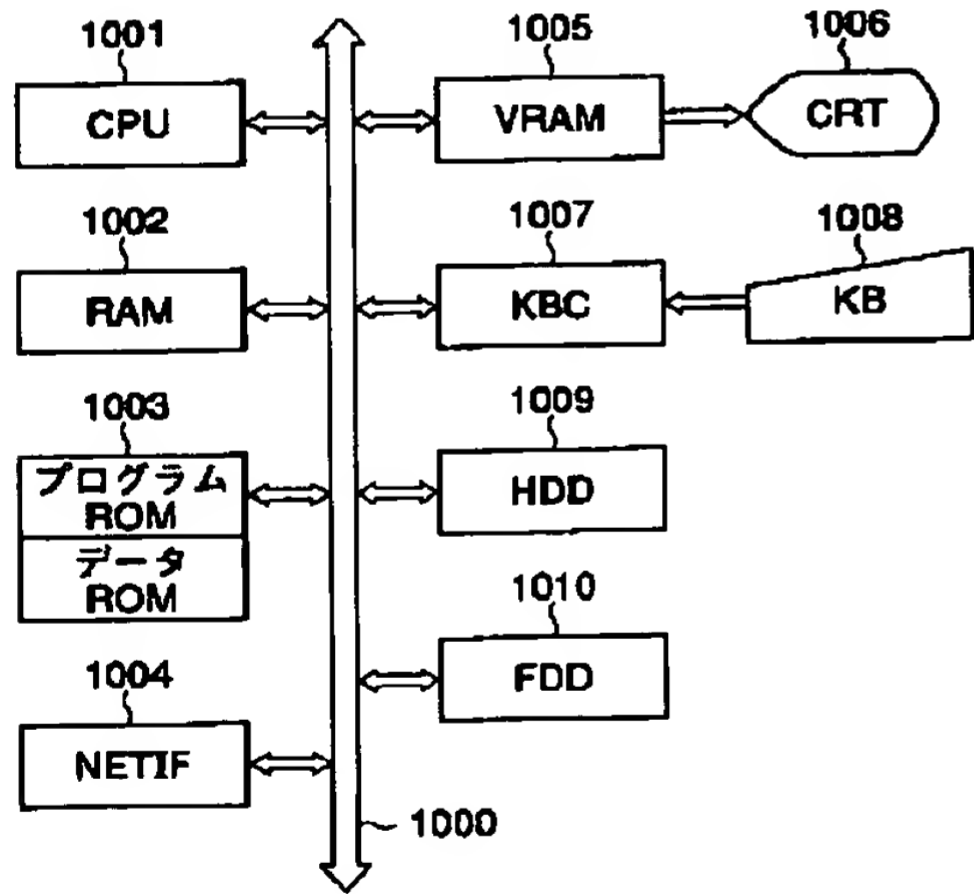 1001
CPU
1002
RAM
1003
プログラム
ROM
データ
ROM
1004
NETIF
1005
VRAM
1006
CRT
1007
KBC
1008
KB
1009
HDD
1010
FDD
1000